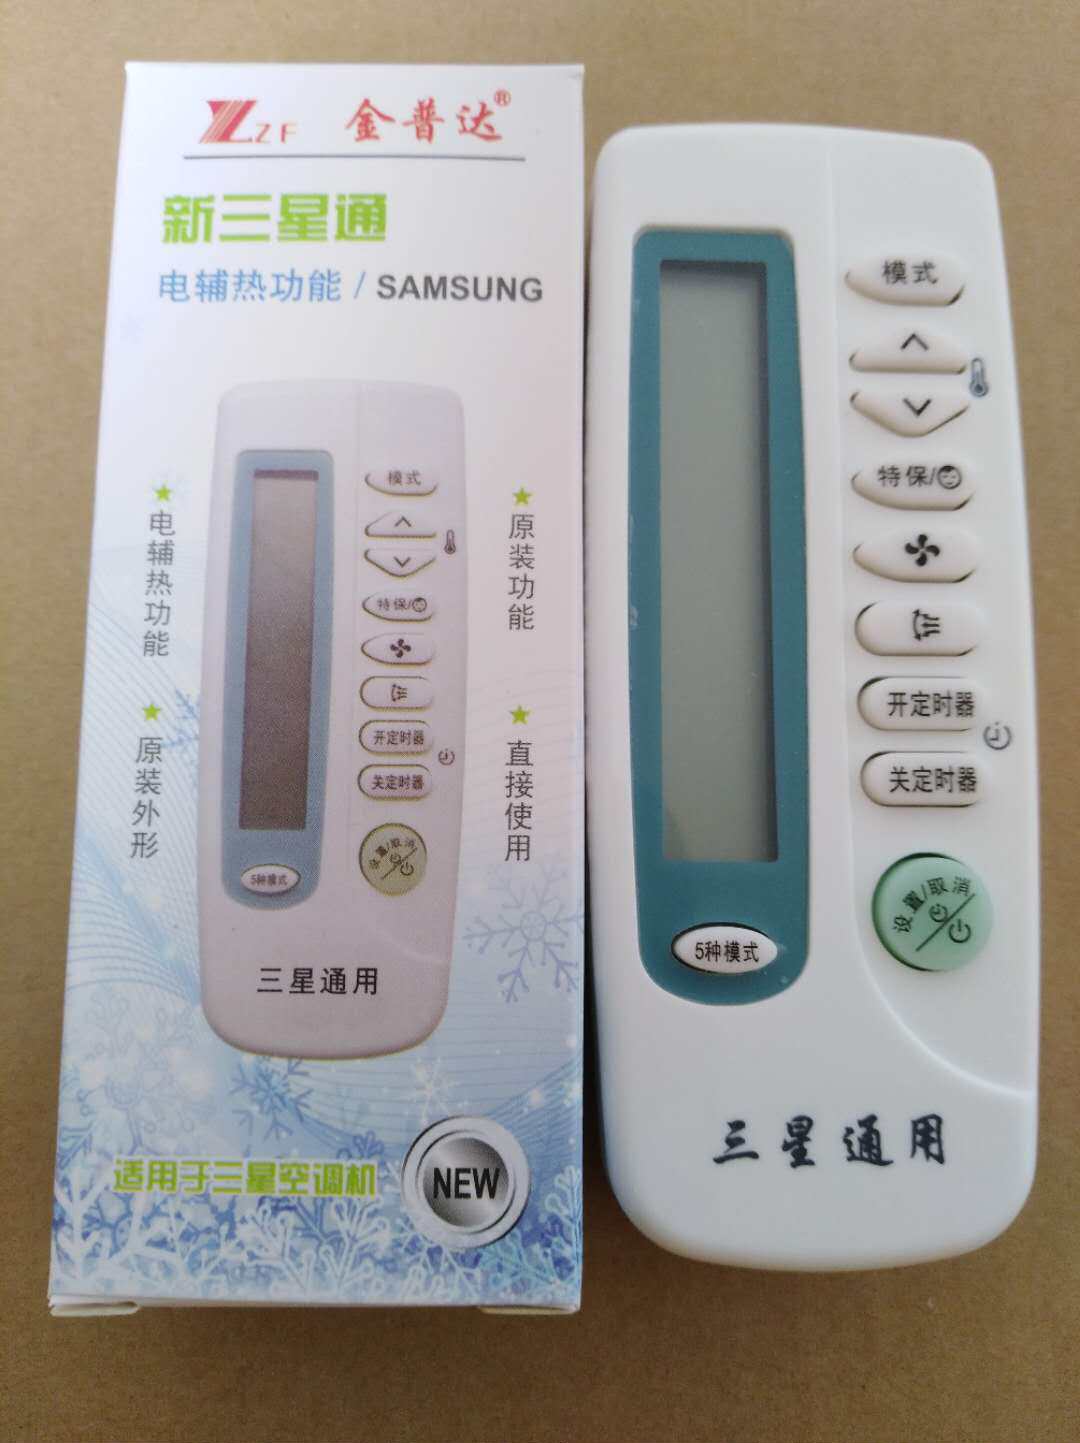 ZZF 金普达®
新三星通
电辅热功能 / SAMSUNG
模式
特保/
开定时器
关定时器
设置/取消
5种模式
三星通用
★电辅热功能
★原装外形
★原装功能
★直接使用
适用于三星空调机
NEW
模式
特保/
开定时器
关定时器
设置/取消
5种模式
三星通用